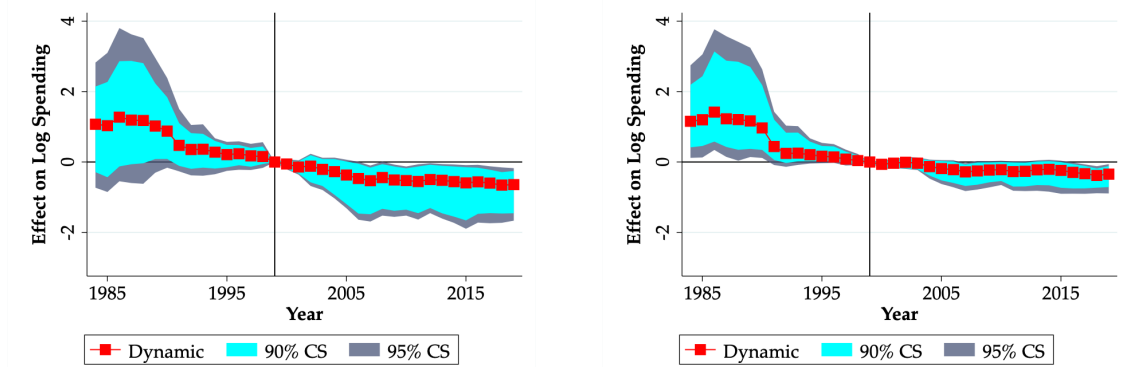 Effect on Log Spending
4
2
0
-2
1985 1995 2005 2015
Year
Dynamic 90% CS 95% CS
Effect on Log Spending
4
2
0
-2
1985 1995 2005 2015
Year
Dynamic 90% CS 95% CS